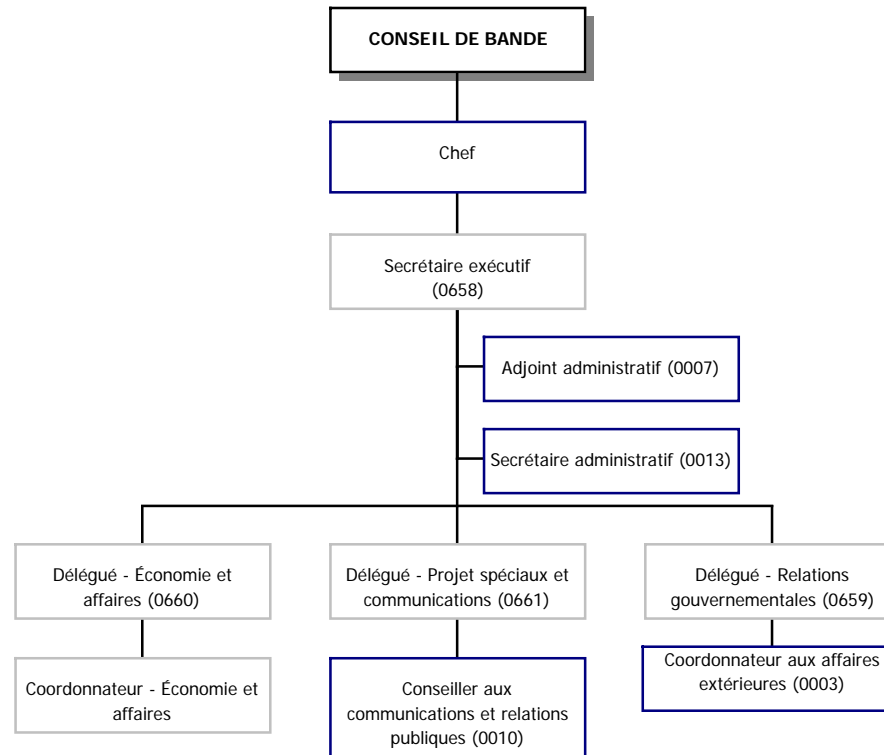 CONSEIL DE BANDE
Chef
Secrétaire exécutif
(0658)
Adjoint administratif (0007)
Secrétaire administratif (0013)
Délégué - Économie et
affaires (0660)
Délégué - Projet spéciaux et
communications (0661)
Délégué - Relations
gouvernementales (0659)
Coordonnateur - Économie et
affaires
Conseiller aux
communications et relations
publiques (0010)
Coordonnateur aux affaires
extérieures (0003)